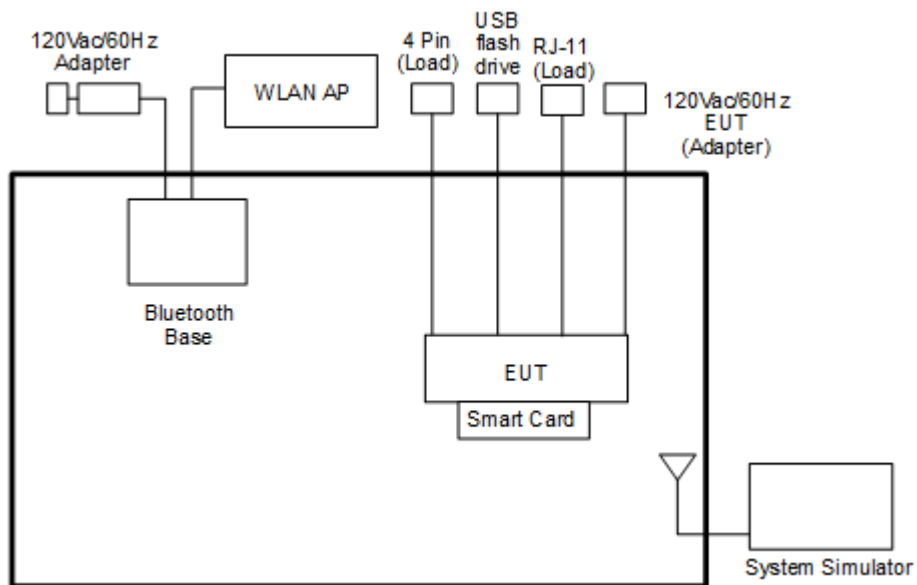 120Vac/60Hz
Adapter
WLAN AP
4 Pin
(Load)
USB
flash
drive
RJ-11
(Load)
120Vac/60Hz
EUT
(Adapter)
Bluetooth
Base
EUT
Smart Card
System Simulator